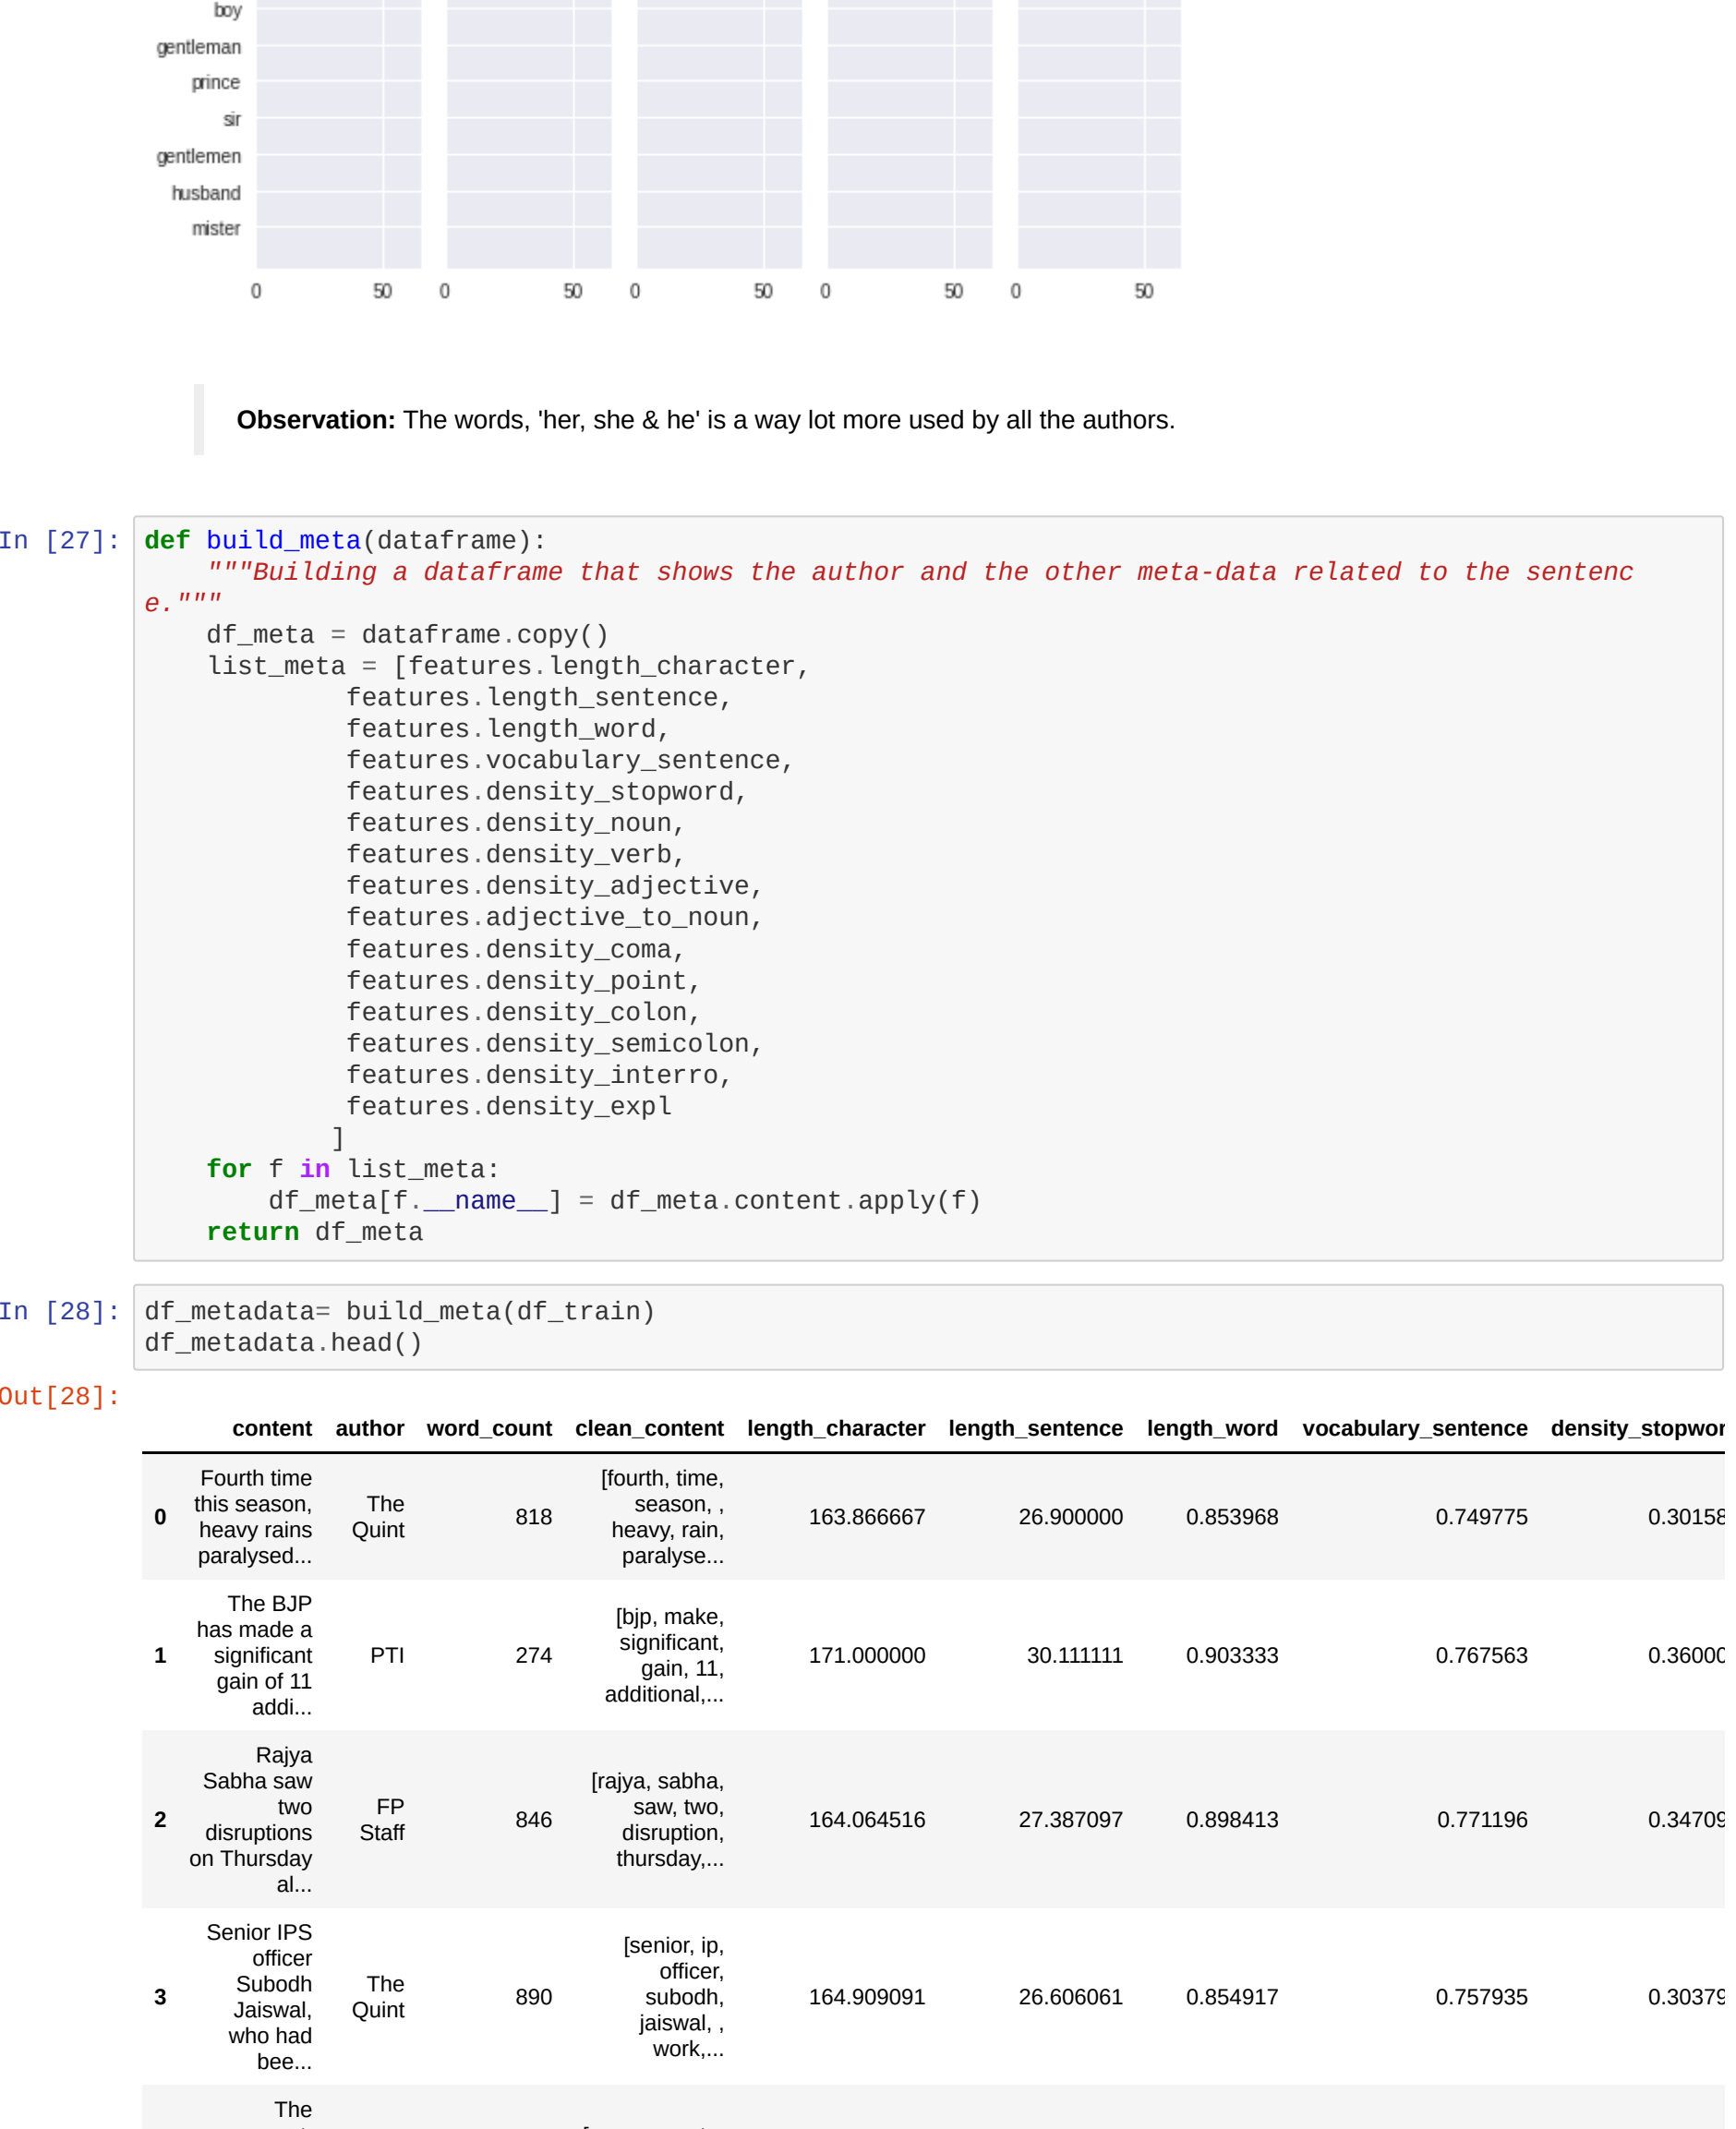 boy
gentleman
prince
sir
gentlemen
husband
mister
0 50 0 50 0 50 0 50 0 50
Observation: The words, 'her, she & he' is a way lot more used by all the authors.
In [27]: def build_meta(dataframe):
"""Building a dataframe that shows the author and the other meta-data related to the sentenc
e."""
df_meta = dataframe.copy()
list_meta = [features.length_character,
features.length_sentence,
features.length_word,
features.vocabulary_sentence,
features.density_stopword,
features.density_noun,
features.density_verb,
features.density_adjective,
features.adjective_to_noun,
features.density_coma,
features.density_point,
features.density_colon,
features.density_semicolon,
features.density_interro,
features.density_expl
]
for f in list_meta:
df_meta[f.__name__] = df_meta.content.apply(f)
return df_meta
In [28]: df_metadata= build_meta(df_train)
df_metadata.head()
Out[28]:
content author word_count clean_content length_character length_sentence length_word vocabulary_sentence density_stopwor
Fourth time
this season,
heavy rains
paralysed...
The
Quint
[fourth, time,
season, ,
heavy, rain,
paralyse...
0 818 163.866667 26.900000 0.853968 0.749775 0.30158
The BJP
has made a
significant
gain of 11
addi...
[bjp, make,
significant,
gain, 11,
additional,...
1 PTI 274 171.000000 30.111111 0.903333 0.767563 0.36000
Rajya
Sabha saw
two
disruptions
on Thursday
al...
FP
Staff
[rajya, sabha,
saw, two,
disruption,
thursday,...
2 846 164.064516 27.387097 0.898413 0.771196 0.34709
Senior IPS
officer
Subodh
Jaiswal,
who had
bee...
The
Quint
[senior, ip,
officer,
subodh,
jaiswal, ,
work,...
3 890 164.909091 26.606061 0.854917 0.757935 0.30379
The